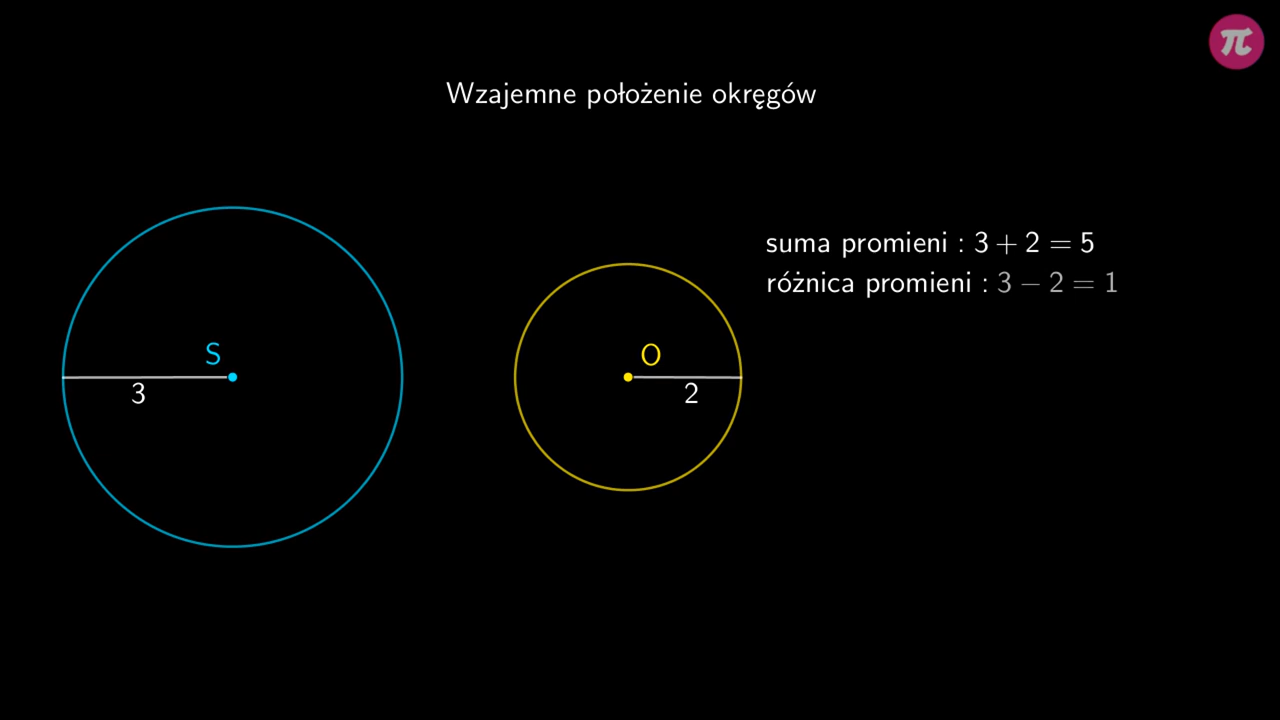 π
Wzajemne położenie okręgów
suma promieni : 3 + 2 = 5
różnica promieni : 3 − 2 = 1
S
O
3
2